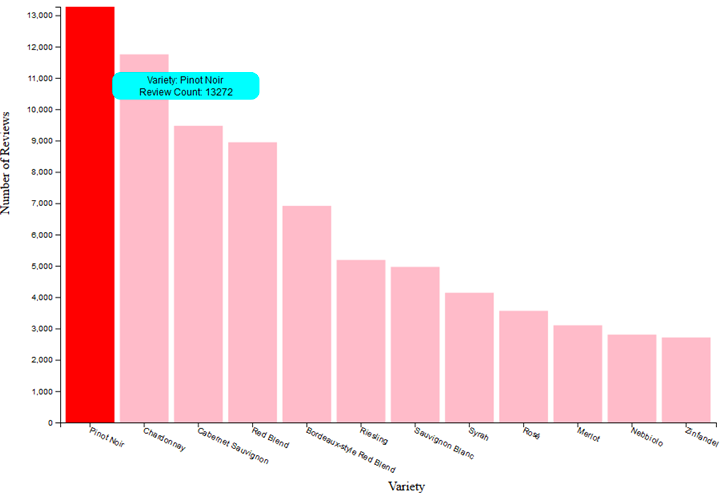 13,000
12,000
11,000
10,000
9,000
8,000
7,000
6,000
5,000
4,000
3,000
2,000
1,000
0
Number of Reviews
Variety: Pinot Noir
Review Count: 13272
Pinot Noir
Chardonnay
Cabernet Sauvignon
Red Blend
Bordeaux-style Red Blend
Riesling
Sauvignon Blanc
Syrah
Rosé
Merlot
Nebbiolo
Zinfandel
Variety